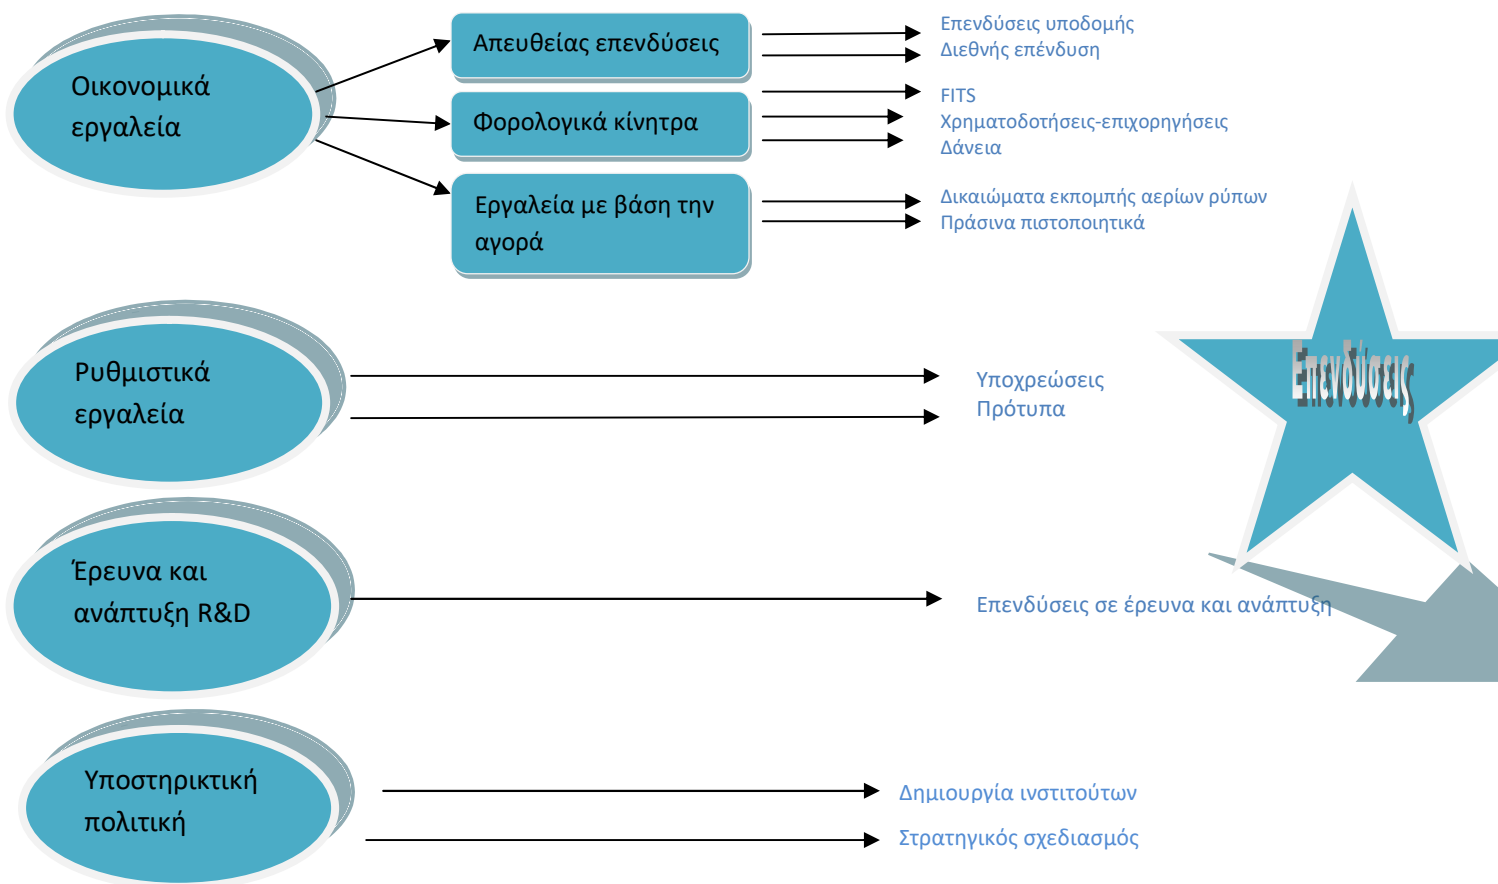 Οικονομικά
εργαλεία
Απευθείας επενδύσεις
Επενδύσεις υποδομής
Διεθνής επένδυση
Φορολογικά κίνητρα
FITS
Χρηματοδοτήσεις-επιχορηγήσεις
Δάνεια
Εργαλεία με βάση την
αγορά
Δικαιώματα εκπομπής αερίων ρύπων
Πράσινα πιστοποιητικά
Επενδύσεις
Ρυθμιστικά
εργαλεία
Υποχρεώσεις
Πρότυπα
Έρευνα και
ανάπτυξη R&D
Επενδύσεις σε έρευνα και ανάπτυξη
Υποστηρικτική
πολιτική
Δημιουργία ινστιτούτων
Στρατηγικός σχεδιασμός